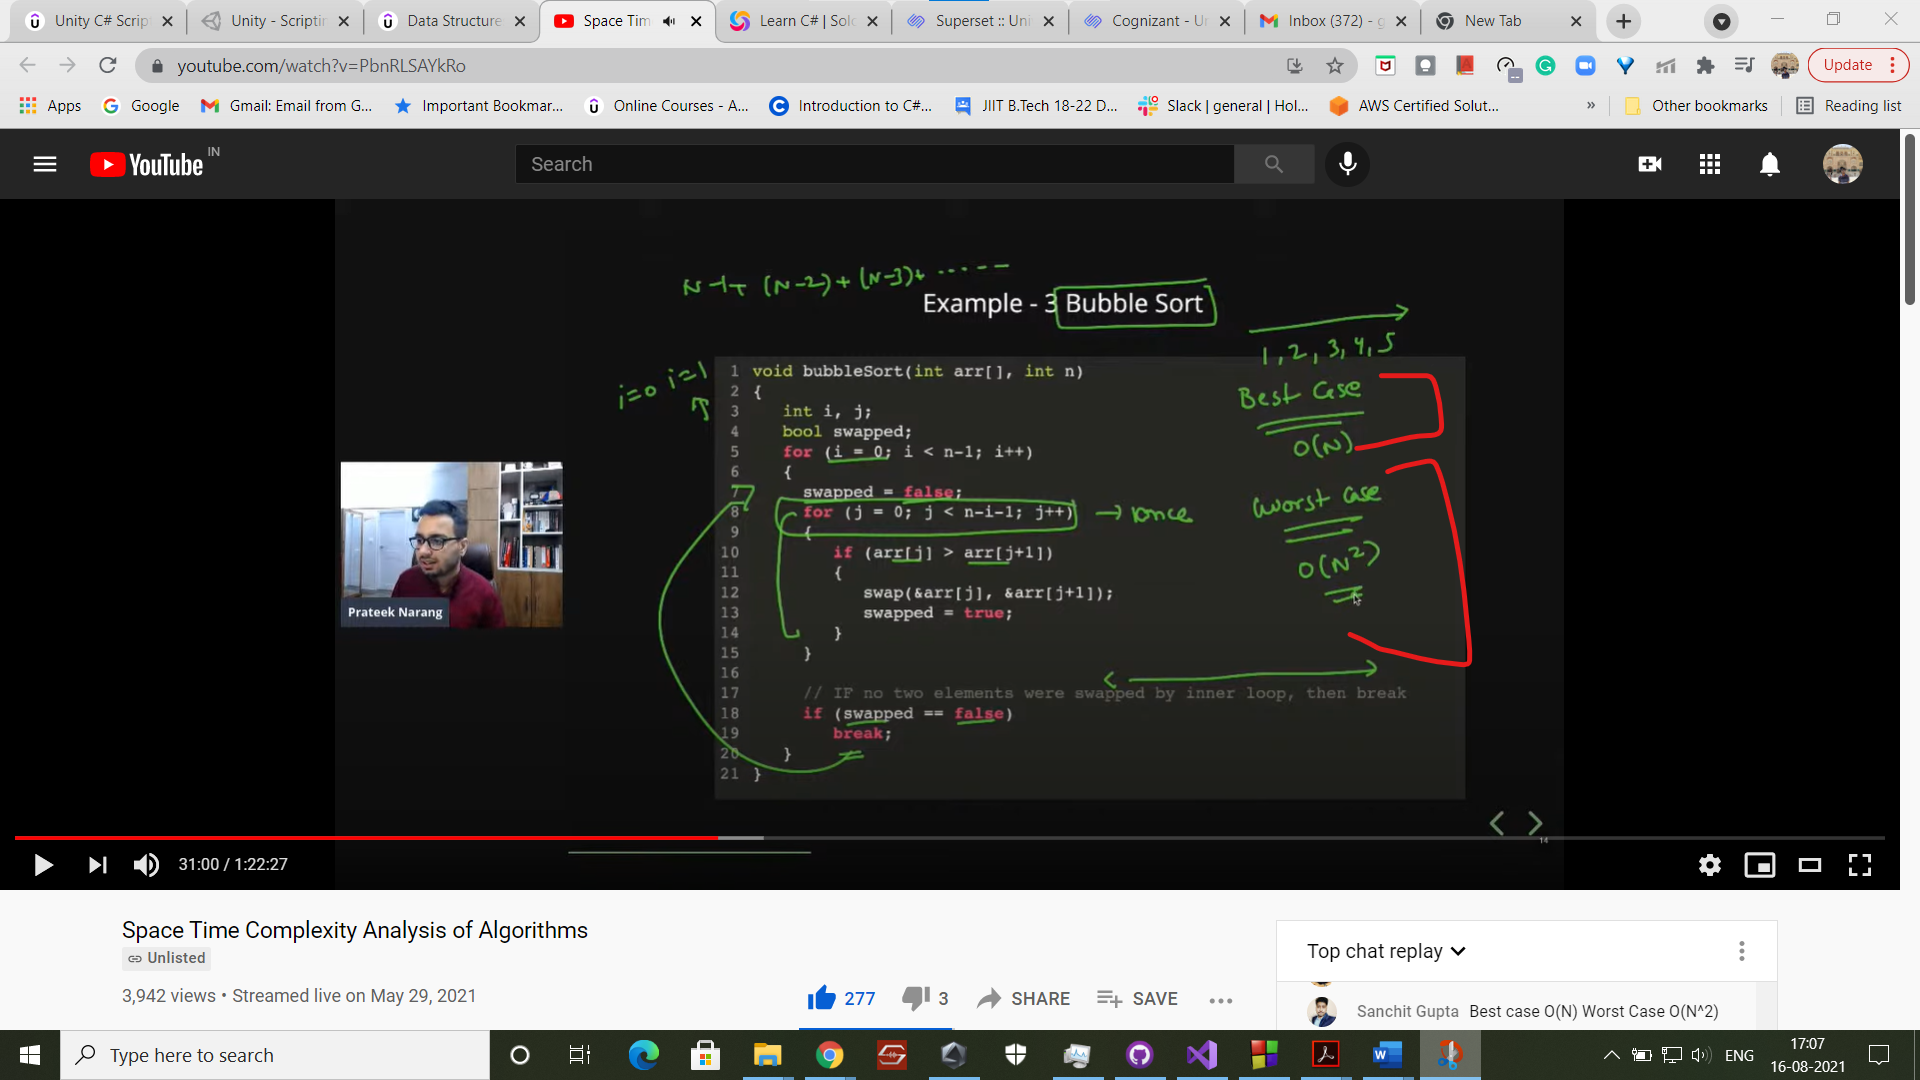 Unity C# Scrip
Unity - Scriptin
Data Structure
Space Tim
Learn C# | Solo
Superset :: Uni
Cognizant - Ur
Inbox (372) - g
New Tab
youtube.com/watch?v=PbnRLSAYkRo
Update
Apps
Google
Gmail: Email from G...
Important Bookmar...
Online Courses - A...
Introduction to C#...
JIIT B.Tech 18-22 D...
Slack | general | Hol...
AWS Certified Solut...
»
Other bookmarks
Reading list
YouTube IN
Search
N-1+ (N-2)+(N-3)+ ......
Example - 3 Bubble Sort
1,2,3,4,5
i=0 i=1
1 void bubbleSort(int arr[], int n)
2 {
3 int i, j;
4 bool swapped;
5 for (i = 0; i < n-1; i++)
6 {
7 swapped = false;
8 for (j = 0; j < n-i-1; j++)
9 {
10 if (arr[j] > arr[j+1])
11 {
12 swap(&arr[j], &arr[j+1]);
13 swapped = true;
14 }
15 }
16
17 // IF no two elements were swapped by inner loop, then break
18 if (swapped == false)
19 break;
20 }
21 }
Best Case
O(N)
once
Worst Case
O(N²)
Prateek Narang
14
31:00 / 1:22:27
Space Time Complexity Analysis of Algorithms
Unlisted
3,942 views • Streamed live on May 29, 2021
277
3
SHARE
SAVE
Top chat replay
Sanchit Gupta Best case O(N) Worst Case O(N^2)
Type here to search
ENG
17:07
16-08-2021